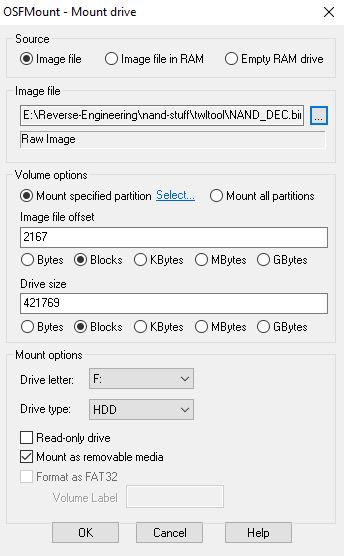 OSFMount - Mount drive
Source
Image file Image file in RAM Empty RAM drive
Image file
E:\Reverse-Engineering\nand-stuff\twltool\NAND_DEC.bi ...
Raw Image
Volume options
Mount specified partition Select... Mount all partitions
Image file offset
2167
Bytes Blocks KBytes MBytes GBytes
Drive size
421769
Bytes Blocks KBytes MBytes GBytes
Mount options
Drive letter: F:
Drive type: HDD
Read-only drive
Mount as removable media
Format as FAT32
Volume Label
OK Cancel Help